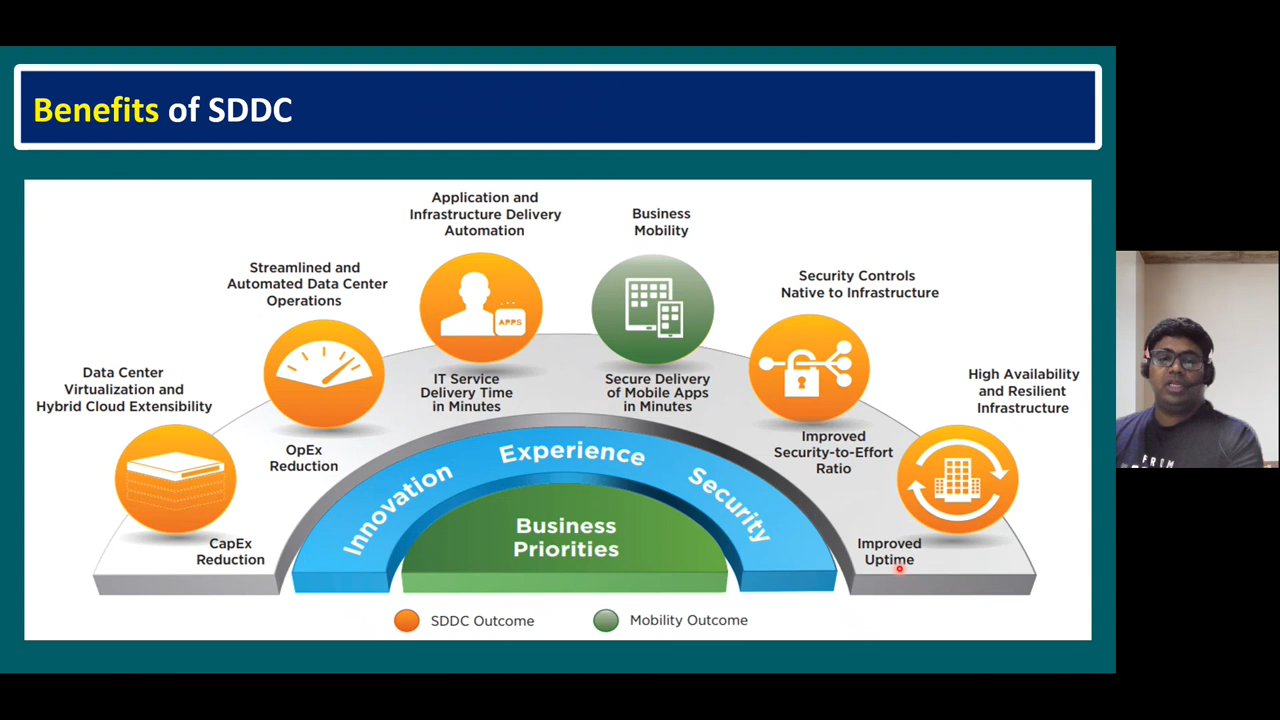 Benefits of SDDC
Application and
Infrastructure Delivery
Automation
Business
Mobility
Streamlined and
Automated Data Center
Operations
Security Controls
Native to Infrastructure
Data Center
Virtualization and
Hybrid Cloud Extensibility
High Availability
and Resilient
Infrastructure
APPS
IT Service
Delivery Time
in Minutes
Secure Delivery
of Mobile Apps
in Minutes
OpEx
Reduction
Improved
Security-to-Effort
Ratio
CapEx
Reduction
Improved
Uptime
Innovation
Experience
Security
Business
Priorities
SDDC Outcome
Mobility Outcome
FROM